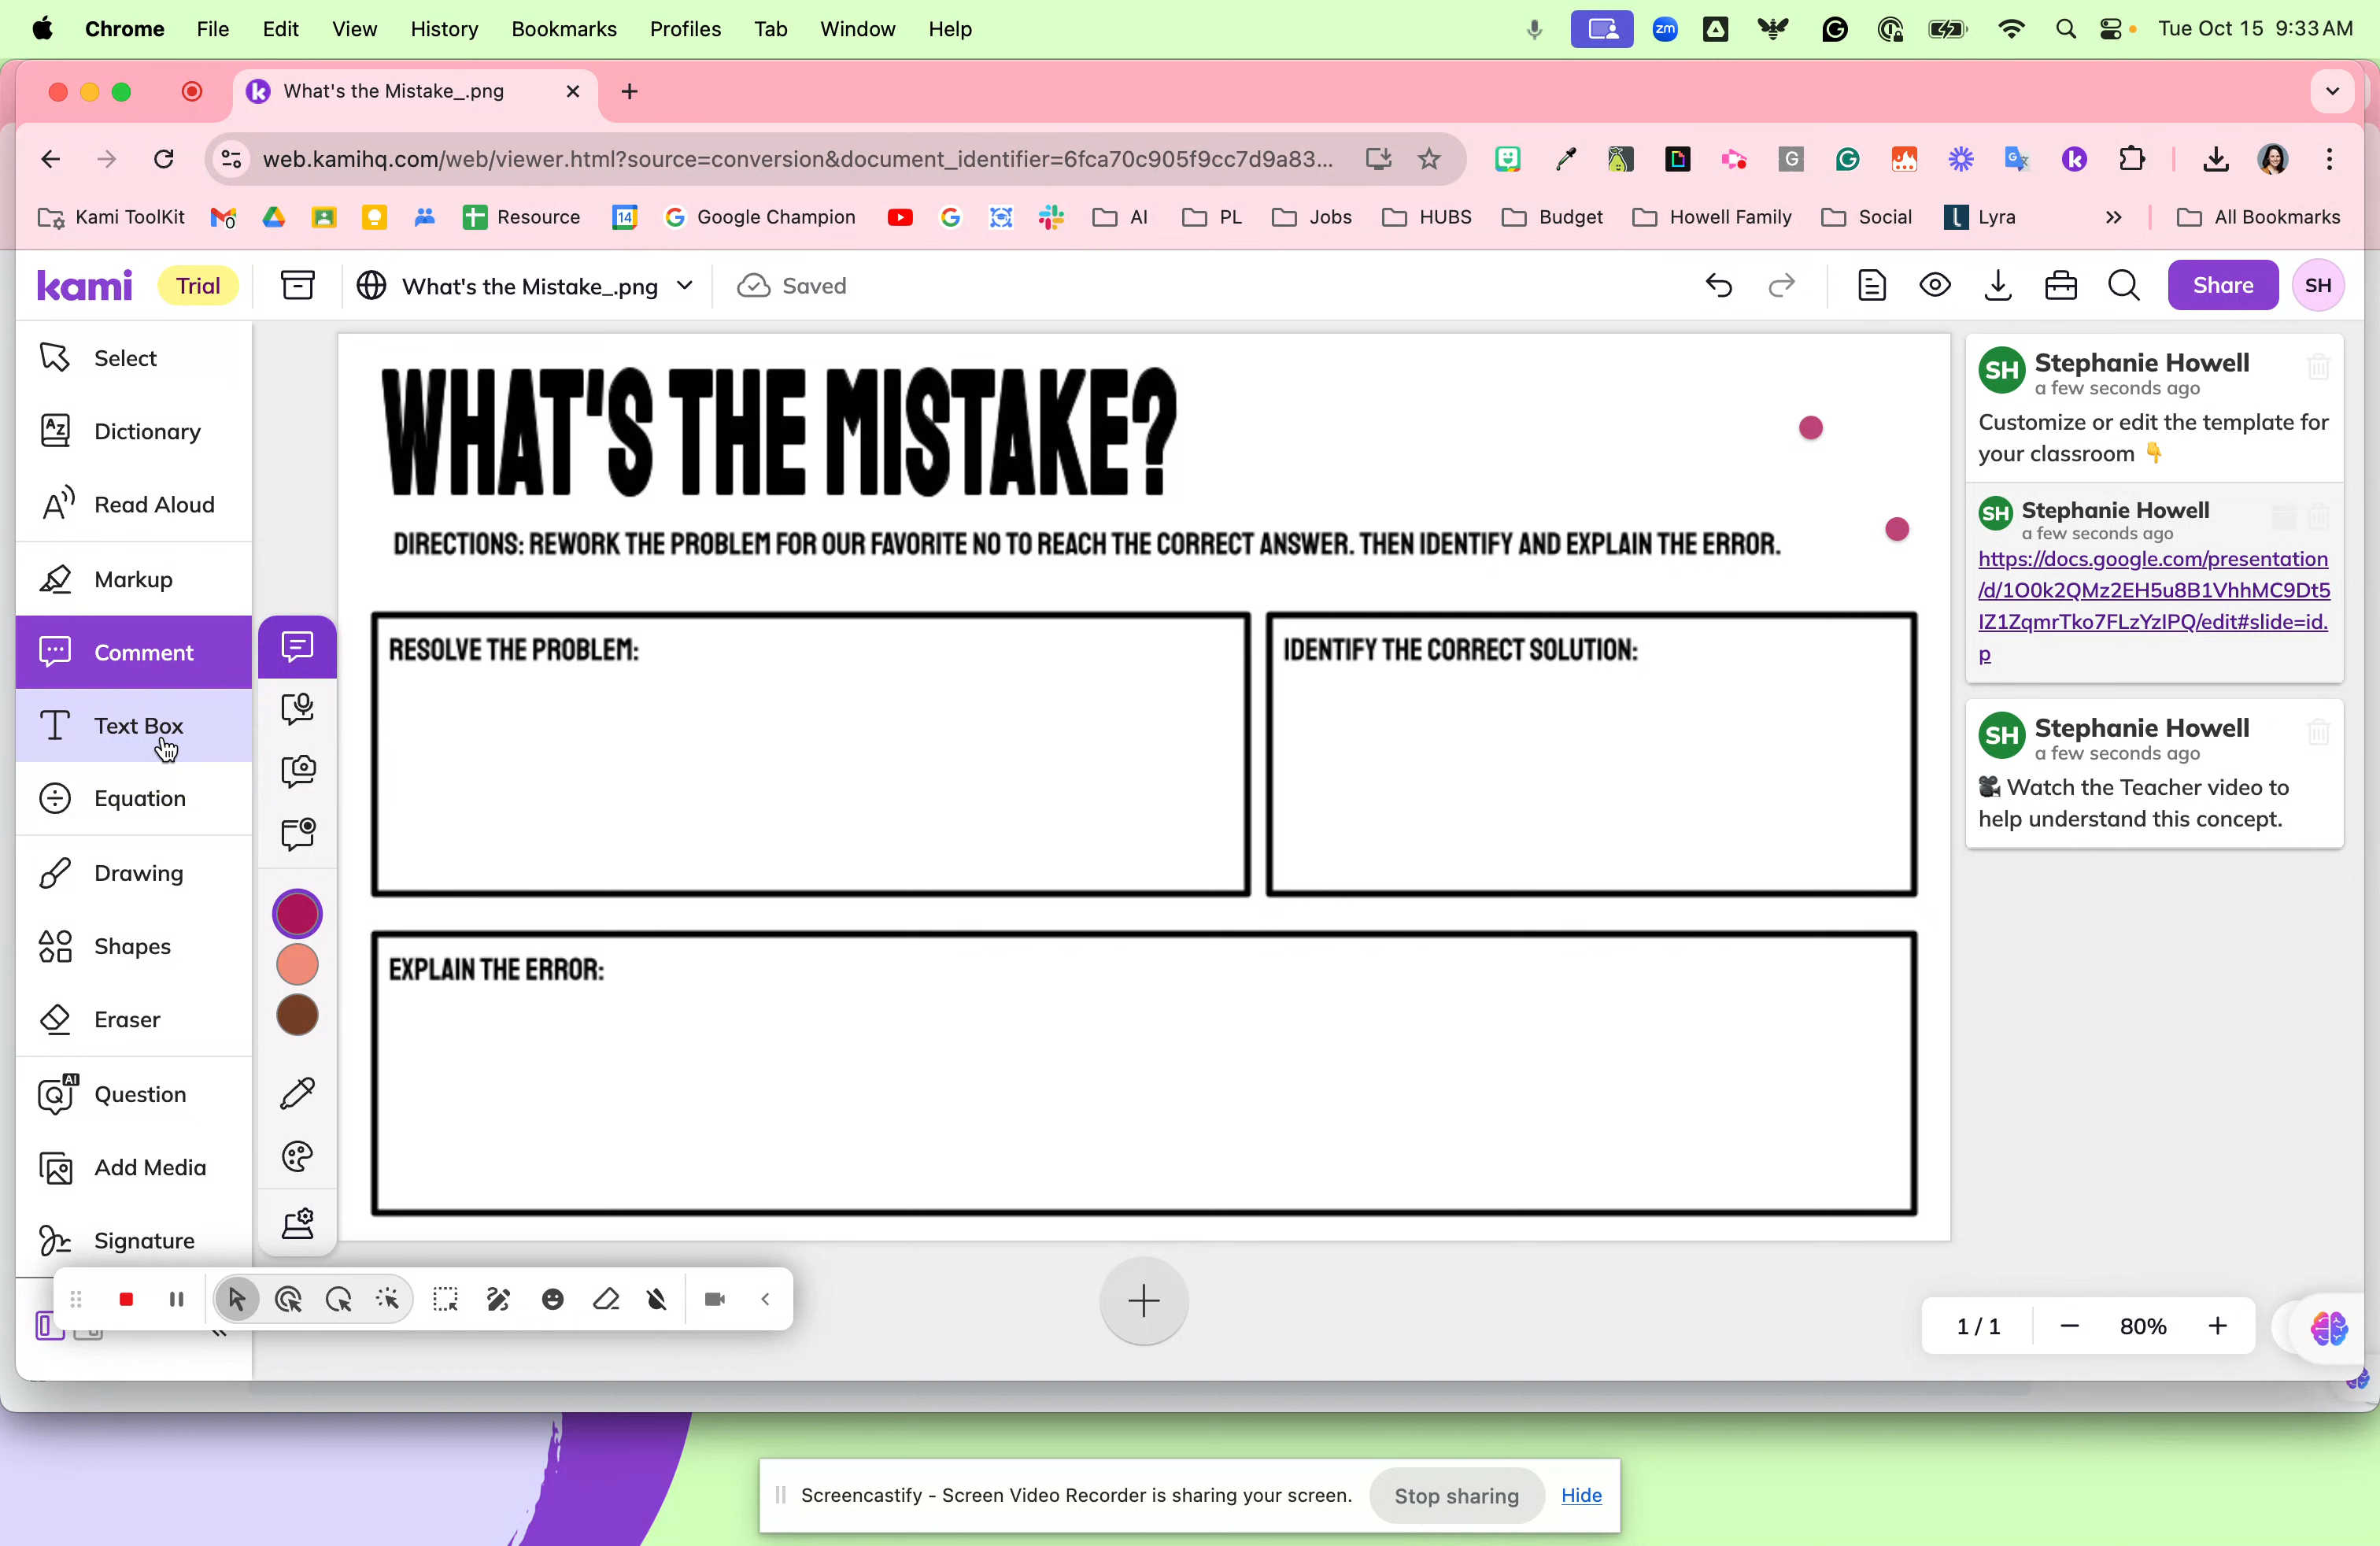 Chrome File Edit View History Bookmarks Profiles Tab Window Help zm Tue Oct 15 9:33 AM
What's the Mistake_.png
web.kamihq.com/web/viewer.html?source=conversion&document_identifier=6fca70c905f9cc7d9a83...
Kami ToolKit Resource 14 Google Champion AI PL Jobs HUBS Budget Howell Family Social Lyra All Bookmarks
kami Trial What's the Mistake_.png Saved Share SH
Select
Dictionary
Read Aloud
Markup
Comment
Text Box
Equation
Drawing
Shapes
Eraser
Question
Add Media
Signature
WHAT'S THE MISTAKE?
DIRECTIONS: REWORK THE PROBLEM FOR OUR FAVORITE NO TO REACH THE CORRECT ANSWER. THEN IDENTIFY AND EXPLAIN THE ERROR.
RESOLVE THE PROBLEM:
IDENTIFY THE CORRECT SOLUTION:
EXPLAIN THE ERROR:
SH Stephanie Howell
a few seconds ago
Customize or edit the template for
your classroom 👇
SH Stephanie Howell
a few seconds ago
https://docs.google.com/presentation
/d/1O0k2QMz2EH5u8B1VhhMC9Dt5
IZ1ZqmrTko7FLzYzIPQ/edit#slide=id.
p
SH Stephanie Howell
a few seconds ago
🎥 Watch the Teacher video to
help understand this concept.
1 / 1 80%
Screencastify - Screen Video Recorder is sharing your screen. Stop sharing Hide